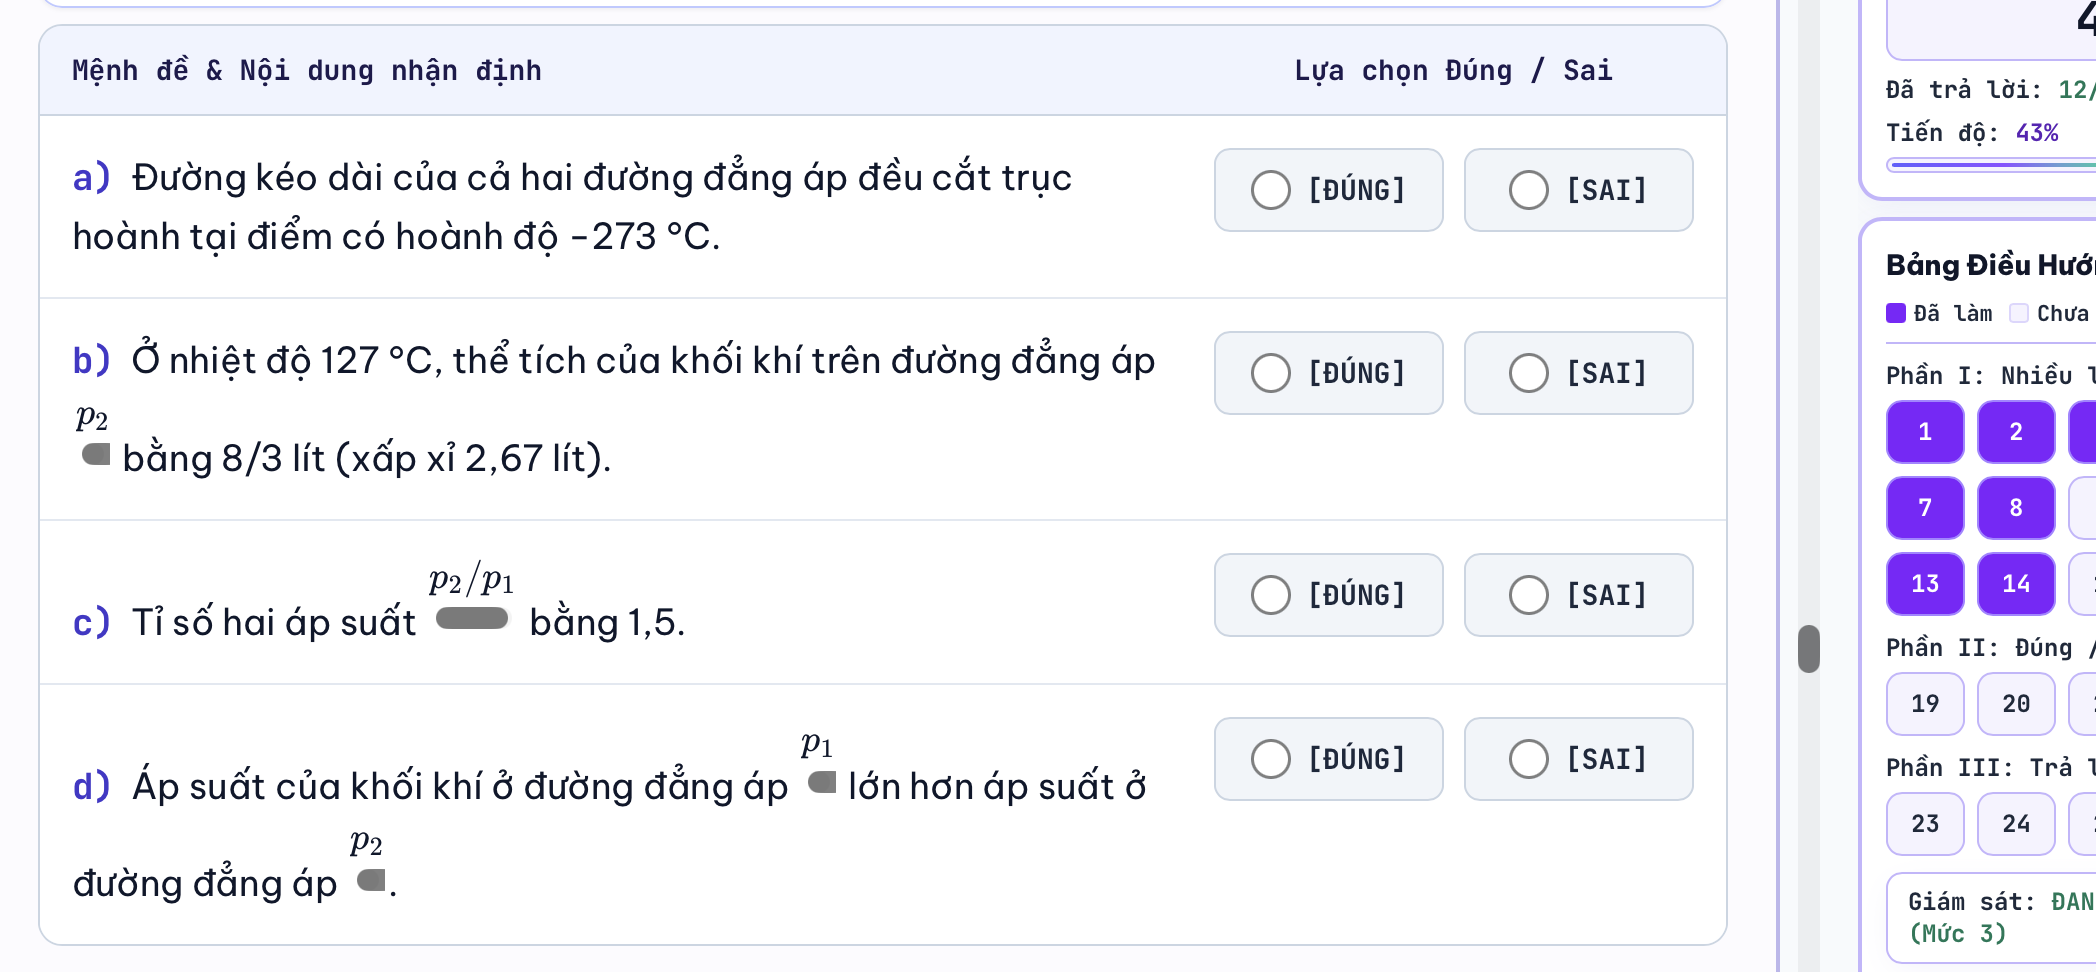 Mệnh đề & Nội dung nhận định
Lựa chọn Đúng / Sai
a) Đường kéo dài của cả hai đường đẳng áp đều cắt trục
hoành tại điểm có hoành độ −273 °C.
[ĐÚNG]
[SAI]
b) Ở nhiệt độ 127 °C, thể tích của khối khí trên đường đẳng áp
p₂
bằng 8/3 lít (xấp xỉ 2,67 lít).
[ĐÚNG]
[SAI]
c) Tỉ số hai áp suất p₂/p₁ bằng 1,5.
[ĐÚNG]
[SAI]
d) Áp suất của khối khí ở đường đẳng áp p₁ lớn hơn áp suất ở
đường đẳng áp p₂.
[ĐÚNG]
[SAI]
Đã trả lời: 12/
Tiến độ: 43%
Bảng Điều
Đã làm
Chưa
Phần I: Nhiều
1
2
7
8
13
14
Phần II: Đúng /
19
20
Phần III: Trả
23
24
Giám sát:
(Mức 3)